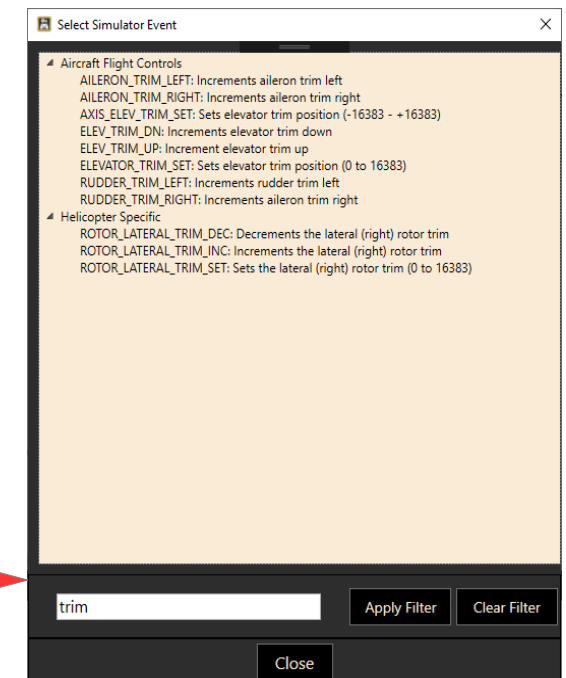 Select Simulator Event
Aircraft Flight Controls
AILERON_TRIM_LEFT: Increments aileron trim left
AILERON_TRIM_RIGHT: Increments aileron trim right
AXIS_ELEV_TRIM_SET: Sets elevator trim position (-16383 - +16383)
ELEV_TRIM_DN: Increments elevator trim down
ELEV_TRIM_UP: Increment elevator trim up
ELEVATOR_TRIM_SET: Sets elevator trim position (0 to 16383)
RUDDER_TRIM_LEFT: Increments rudder trim left
RUDDER_TRIM_RIGHT: Increments aileron trim right
Helicopter Specific
ROTOR_LATERAL_TRIM_DEC: Decrements the lateral (right) rotor trim
ROTOR_LATERAL_TRIM_INC: Increments the lateral (right) rotor trim
ROTOR_LATERAL_TRIM_SET: Sets the lateral (right) rotor trim (0 to 16383)
trim
Apply Filter
Clear Filter
Close